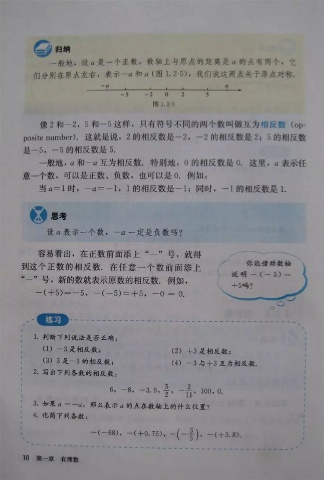 归纳
一般地,设a是一个正数,数轴上与原点的距离是a的点有两个,它
们分别在原点左右,表示-a和a(图1.2-5),我们说这两点关于原点对称.
-a a
-5 -2 0 2 5
图1.2-5
像2和-2,5和-5这样,只有符号不同的两个数叫做互为相反数(op-
posite number).这就是说,2的相反数是-2,-2的相反数是2;5的相反数
是-5,-5的相反数是5.
一般地,a和-a互为相反数.特别地,0的相反数是0.这里,a表示任
意一个数,可以是正数、负数,也可以是0.例如:
当a=1时,-a=-1,1的相反数是-1;同时,-1的相反数是1.
思考
设a表示一个数,-a一定是负数吗?
容易看出,在正数前面添上“-”号,就得
到这个正数的相反数.在任意一个数前面添上
“-”号,新的数就表示原数的相反数.例如,
-(+5)=-5,-(-5)=+5,-0=0.
你能借助数轴
说明-(-5)=
+5吗?
练习
1.判断下列说法是否正确:
(1)-3是相反数;
(2)+3是相反数;
(3)3是-3的相反数;
(4)-3与+3互为相反数.
2.写出下列各数的相反数:
6,-8,-3.9,5/2,-2/11,100,0.
3.如果a=-a,那么表示a的点在数轴上的什么位置?
4.化简下列各数:
-(-68),-(+0.75),-(-3/5),-(+3.8).
10 第一章 有理数